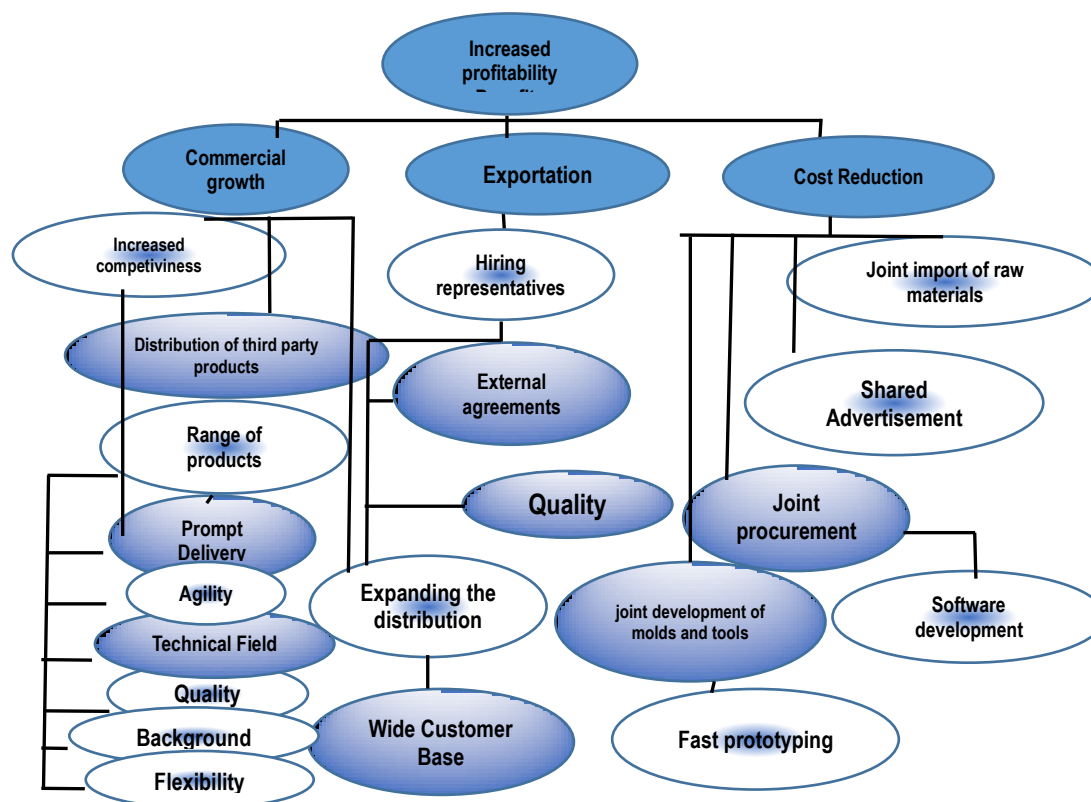 Increased
profitability
Commercial
growth
Exportation
Cost Reduction
Increased
competiviness
Hiring
representatives
Joint import of raw
materials
Distribution of third party
products
External
agreements
Shared
Advertisement
Range of
products
Quality
Joint
procurement
Prompt
Delivery
Agility
Expanding the
distribution
joint development of
molds and tools
Software
development
Technical Field
Quality
Wide Customer
Base
Background
Fast prototyping
Flexibility